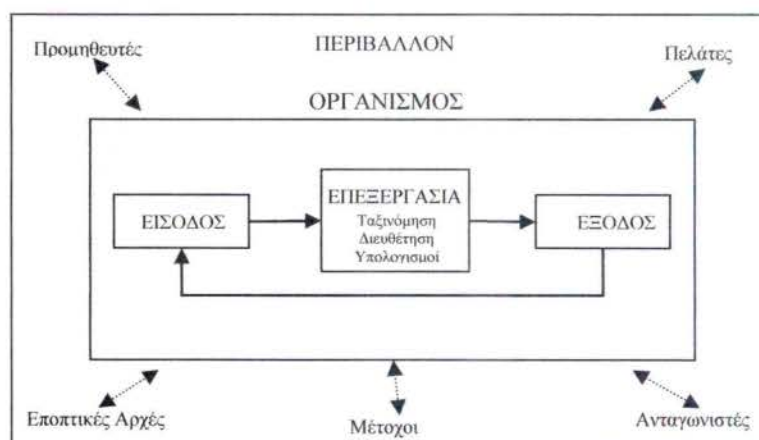 ΠΕΡΙΒΑΛΛΟΝ
Προμηθευτές
Πελάτες
ΟΡΓΑΝΙΣΜΟΣ
ΕΙΣΟΔΟΣ
ΕΠΕΞΕΡΓΑΣΙΑ
Ταξινόμηση
Διευθέτηση
Υπολογισμοί
ΕΞΟΔΟΣ
Εποπτικές Αρχές
Μέτοχοι
Ανταγωνιστές